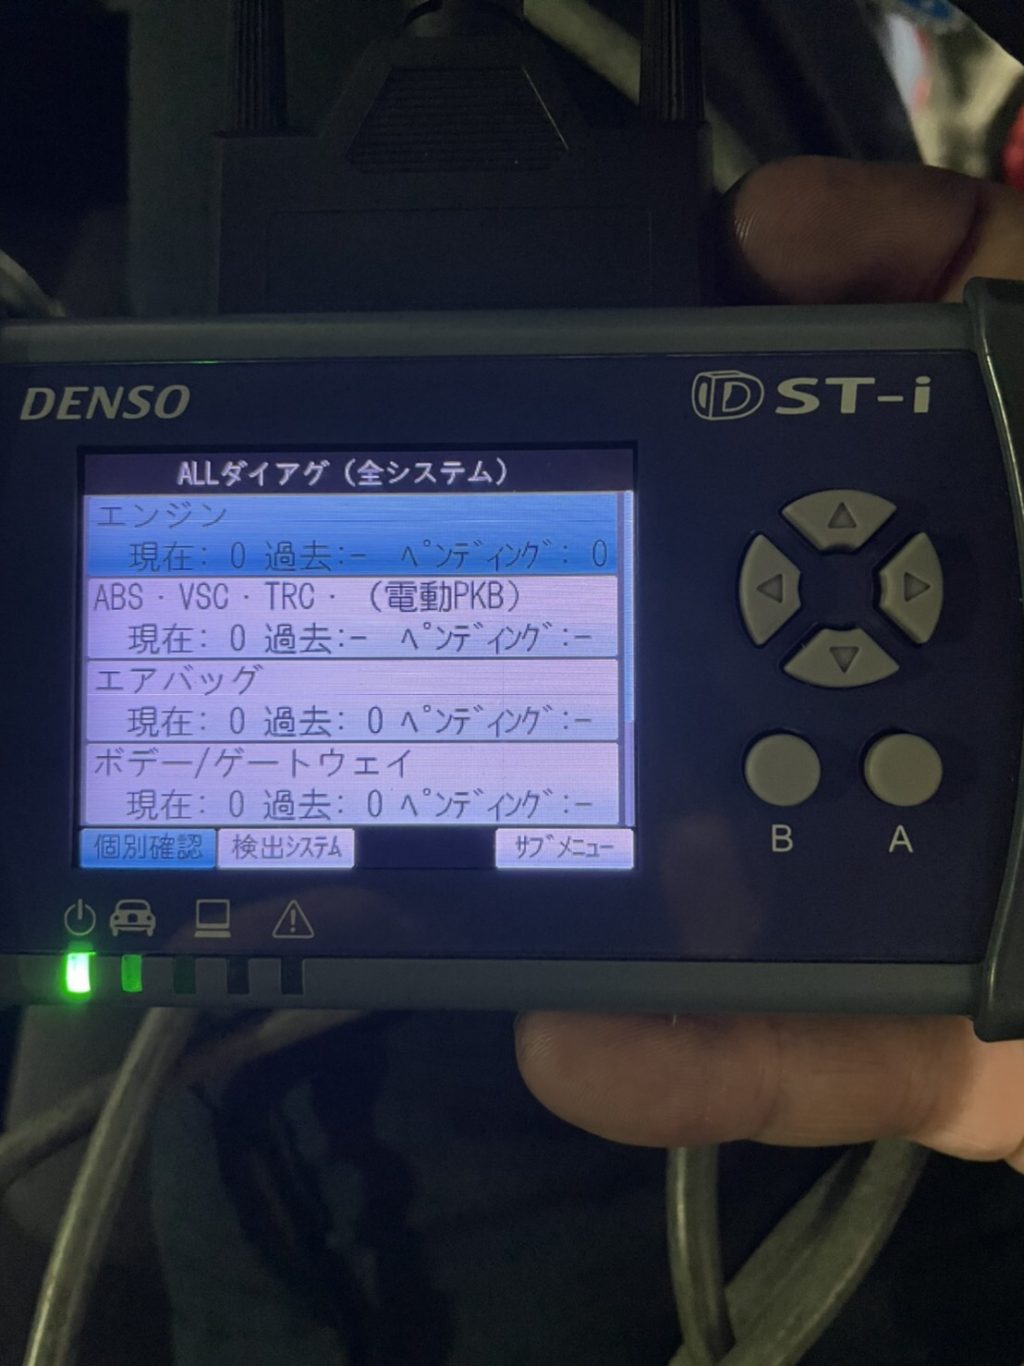 DENSO
D ST-i
ALLダイアグ（全システム）
エンジン
現在: 0 過去:- ﾍﾟﾝﾃﾞｨﾝｸﾞ: 0
ABS・VSC・TRC・（電動PKB）
現在: 0 過去:- ﾍﾟﾝﾃﾞｨﾝｸﾞ:-
エアバッグ
現在: 0 過去: 0 ﾍﾟﾝﾃﾞｨﾝｸﾞ:-
ボデー/ゲートウェイ
現在: 0 過去: 0 ﾍﾟﾝﾃﾞｨﾝｸﾞ:-
個別確認 検出ｼｽﾃﾑ ｻﾌﾞﾒﾆｭｰ
B A